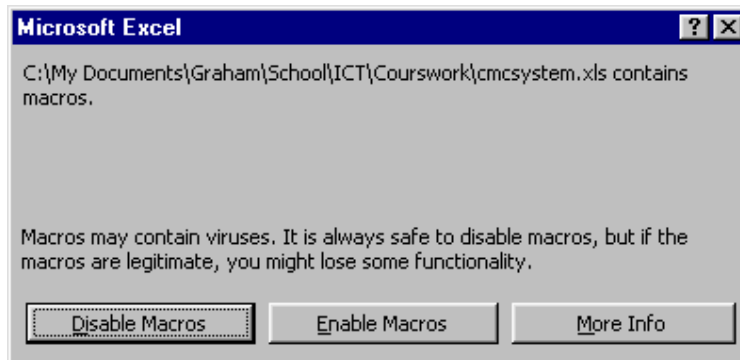 Microsoft Excel
C:\My Documents\Graham\School\ICT\Courswork\cmcsystem.xls contains
macros.
Macros may contain viruses. It is always safe to disable macros, but if the
macros are legitimate, you might lose some functionality.
Disable Macros Enable Macros More Info